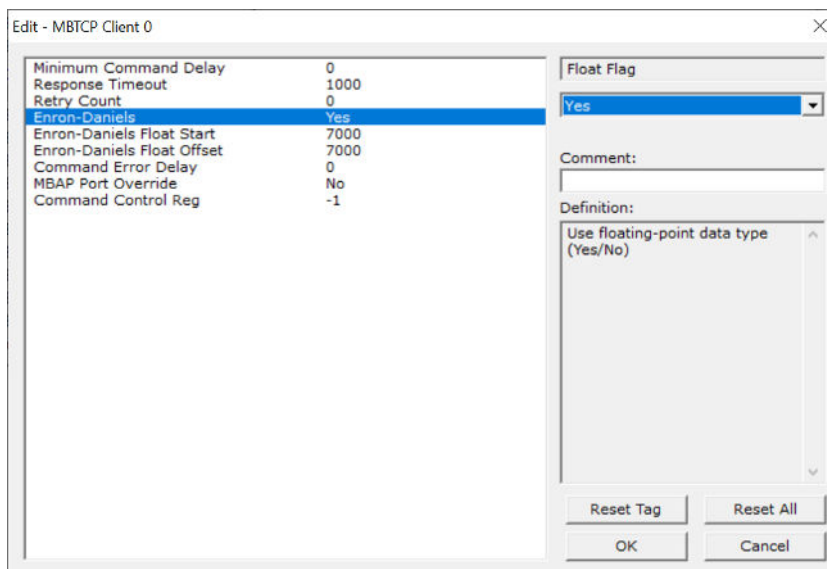 Edit - MBTCP Client 0
Minimum Command Delay 0
Response Timeout 1000
Retry Count 0
Enron-Daniels Yes
Enron-Daniels Float Start 7000
Enron-Daniels Float Offset 7000
Command Error Delay 0
MBAP Port Override No
Command Control Reg -1
Float Flag
Yes
Comment:
Definition:
Use floating-point data type
(Yes/No)
Reset Tag
Reset All
OK
Cancel